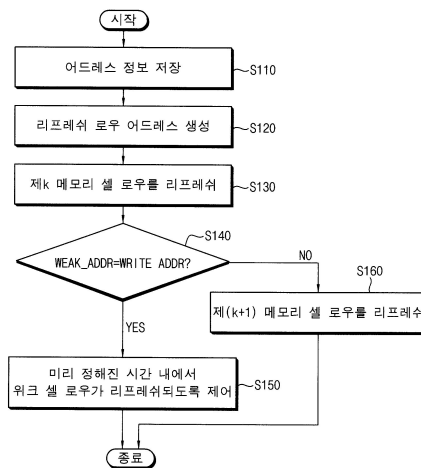 시작
어드레스 정보 저장
S110
리프레쉬 로우 어드레스 생성
S120
제k 메모리 셀 로우를 리프레쉬
S130
S140
WEAK_ADDR=WRITE ADDR?
NO
S160
제(k+1) 메모리 셀 로우를 리프레쉬
YES
미리 정해진 시간 내에서
위크 셀 로우가 리프레쉬되도록 제어
S150
종료